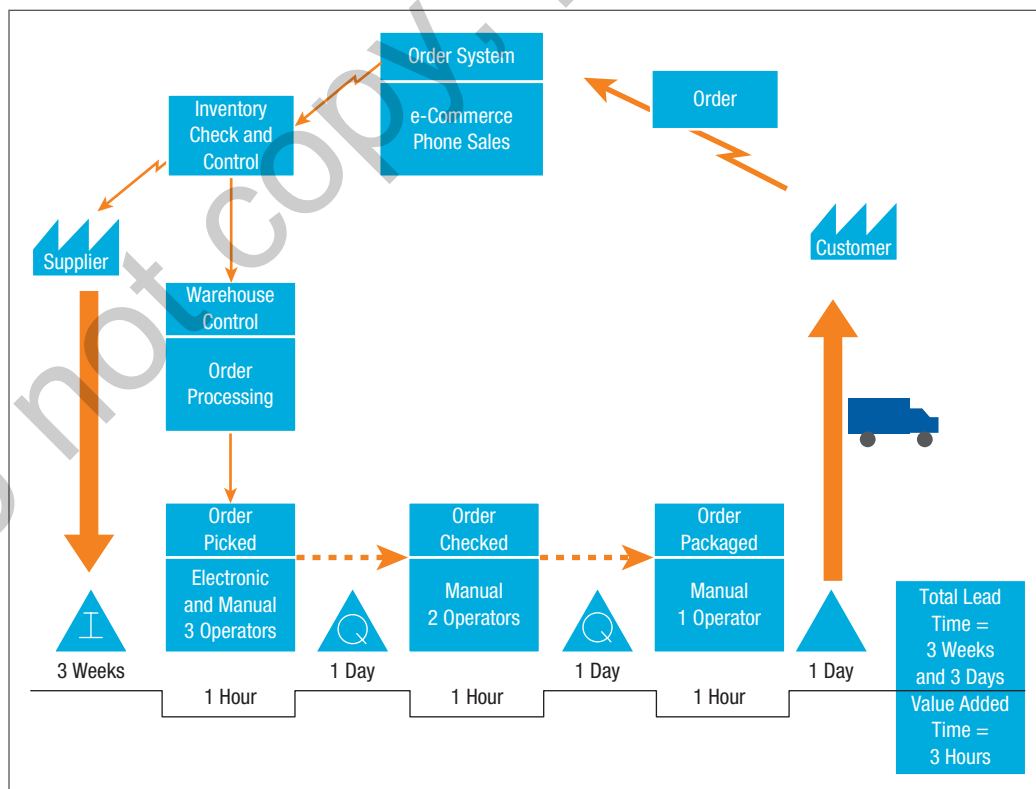 Order System
e-Commerce
Phone Sales
Order
Inventory
Check and
Control
Supplier
Customer
Warehouse
Control
Order
Processing
Order
Picked
Electronic
and Manual
3 Operators
Order
Checked
Manual
2 Operators
Order
Packaged
Manual
1 Operator
I
Q
Q
3 Weeks
1 Hour
1 Day
1 Hour
1 Day
1 Hour
1 Day
Total Lead
Time =
3 Weeks
and 3 Days
Value Added
Time =
3 Hours
not copy,